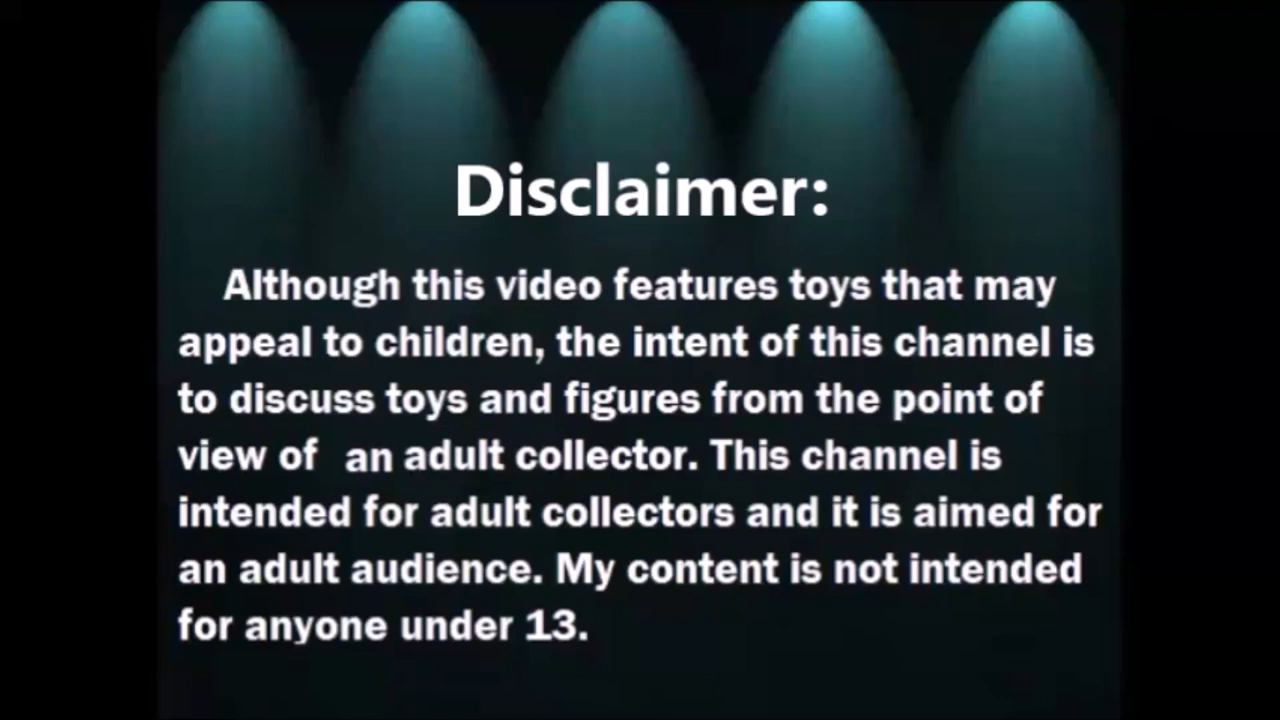 Disclaimer:
Although this video features toys that may
appeal to children, the intent of this channel is
to discuss toys and figures from the point of
view of an adult collector. This channel is
intended for adult collectors and it is aimed for
an adult audience. My content is not intended
for anyone under 13.